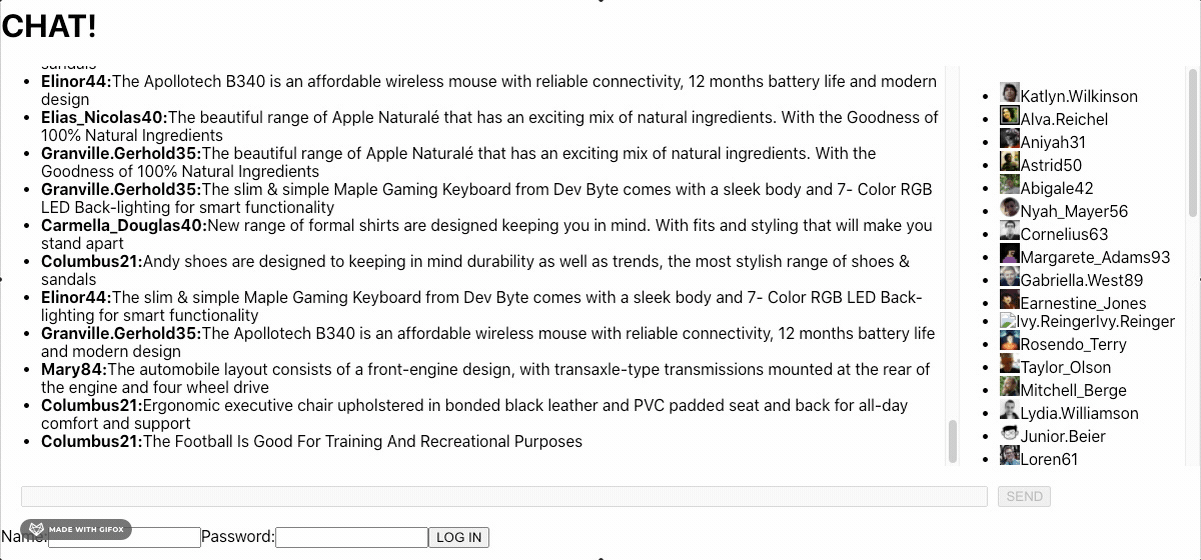 CHAT!
sandals
Elinor44:The Apollotech B340 is an affordable wireless mouse with reliable connectivity, 12 months battery life and modern
design
Elias_Nicolas40:The beautiful range of Apple Naturalé that has an exciting mix of natural ingredients. With the Goodness of
100% Natural Ingredients
Granville.Gerhold35:The beautiful range of Apple Naturalé that has an exciting mix of natural ingredients. With the
Goodness of 100% Natural Ingredients
Granville.Gerhold35:The slim & simple Maple Gaming Keyboard from Dev Byte comes with a sleek body and 7- Color RGB
LED Back-lighting for smart functionality
Carmella_Douglas40:New range of formal shirts are designed keeping you in mind. With fits and styling that will make you
stand apart
Columbus21:Andy shoes are designed to keeping in mind durability as well as trends, the most stylish range of shoes &
sandals
Elinor44:The slim & simple Maple Gaming Keyboard from Dev Byte comes with a sleek body and 7- Color RGB LED Back-
lighting for smart functionality
Granville.Gerhold35:The Apollotech B340 is an affordable wireless mouse with reliable connectivity, 12 months battery life
and modern design
Mary84:The automobile layout consists of a front-engine design, with transaxle-type transmissions mounted at the rear of
the engine and four wheel drive
Columbus21:Ergonomic executive chair upholstered in bonded black leather and PVC padded seat and back for all-day
comfort and support
Columbus21:The Football Is Good For Training And Recreational Purposes
Katlyn.Wilkinson
Alva.Reichel
Aniyah31
Astrid50
Abigale42
Nyah_Mayer56
Cornelius63
Margarete_Adams93
Gabriella.West89
Earnestine_Jones
Ivy.ReingerIvy.Reinger
Rosendo_Terry
Taylor_Olson
Mitchell_Berge
Lydia.Williamson
Junior.Beier
Loren61
SEND
MADE WITH GIFOX
Name:
Password:
LOG IN